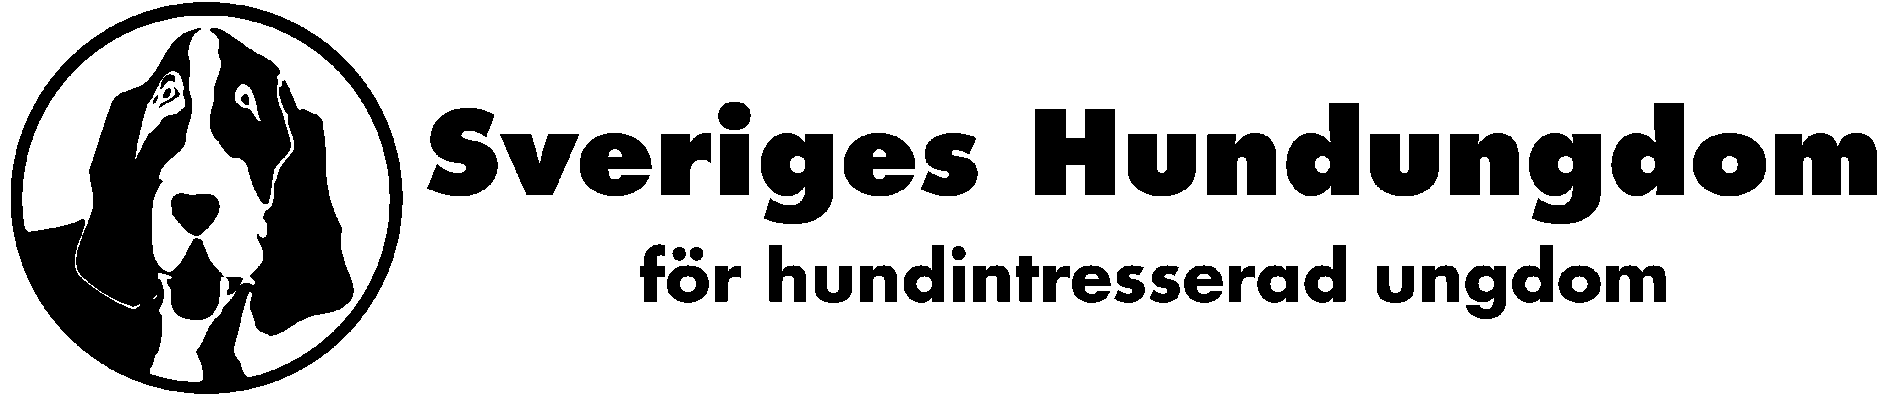 Sveriges Hundungdom
för hundintresserad ungdom